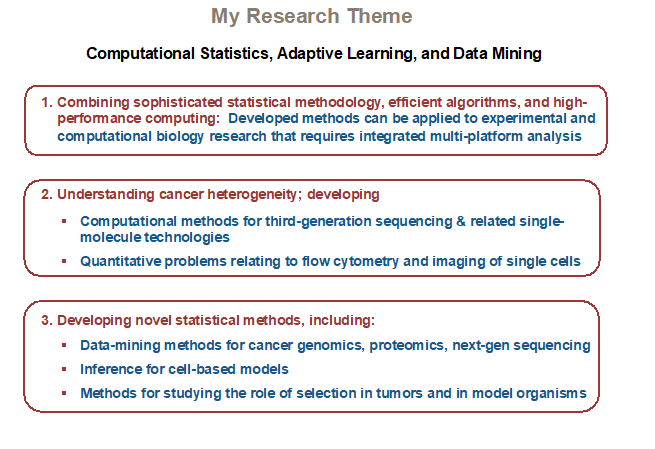 My Research Theme
Computational Statistics, Adaptive Learning, and Data Mining
1. Combining sophisticated statistical methodology, efficient algorithms, and high-
performance computing: Developed methods can be applied to experimental and
computational biology research that requires integrated multi-platform analysis
2. Understanding cancer heterogeneity; developing
▪ Computational methods for third-generation sequencing & related single-
molecule technologies
▪ Quantitative problems relating to flow cytometry and imaging of single cells
3. Developing novel statistical methods, including:
▪ Data-mining methods for cancer genomics, proteomics, next-gen sequencing
▪ Inference for cell-based models
▪ Methods for studying the role of selection in tumors and in model organisms